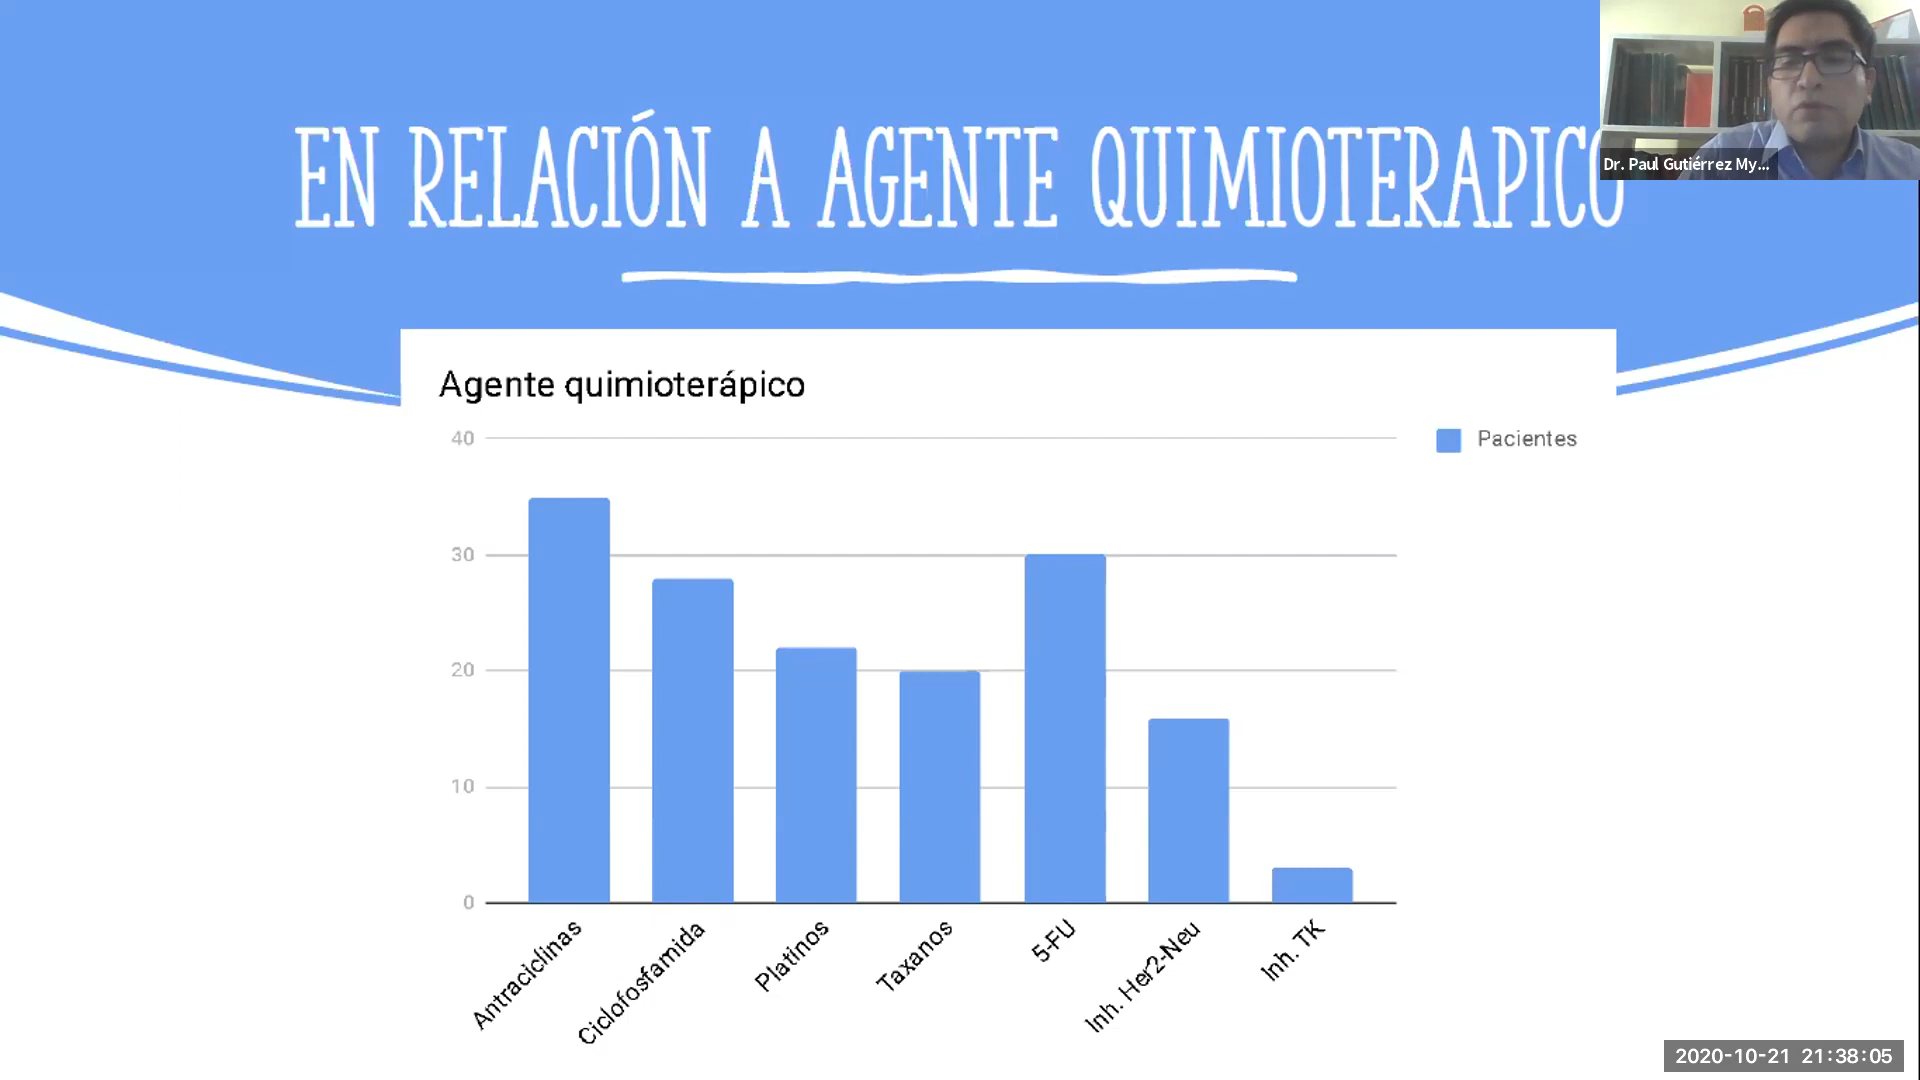 EN RELACIÓN A AGENTE QUIMIOTERAPICO
Dr. Paul Gutiérrez My...
Agente quimioterápico
Pacientes
40
30
20
10
0
Antraciclinas
Ciclofosfamida
Platinos
Taxanos
5-FU
Inh. Her2-Neu
Inh. TK
2020-10-21 21:38:05